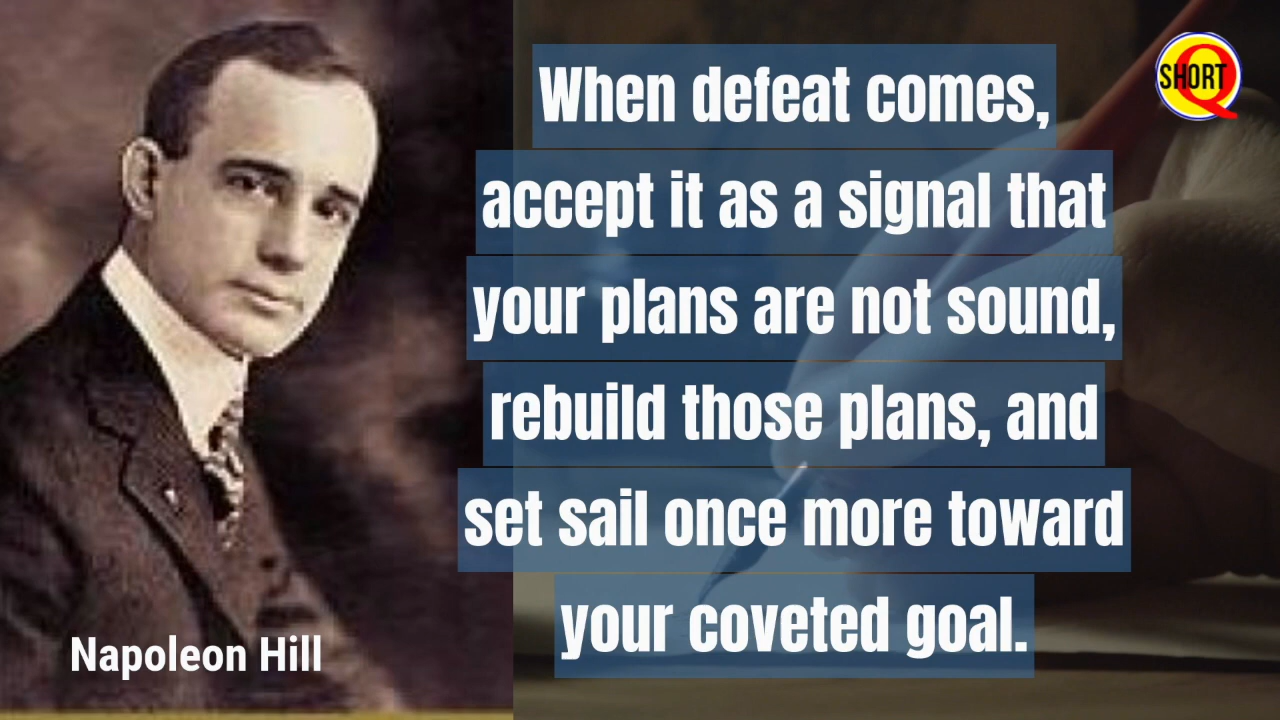 When defeat comes,
accept it as a signal that
your plans are not sound,
rebuild those plans, and
set sail once more toward
your coveted goal.
Napoleon Hill
SHORT
Q